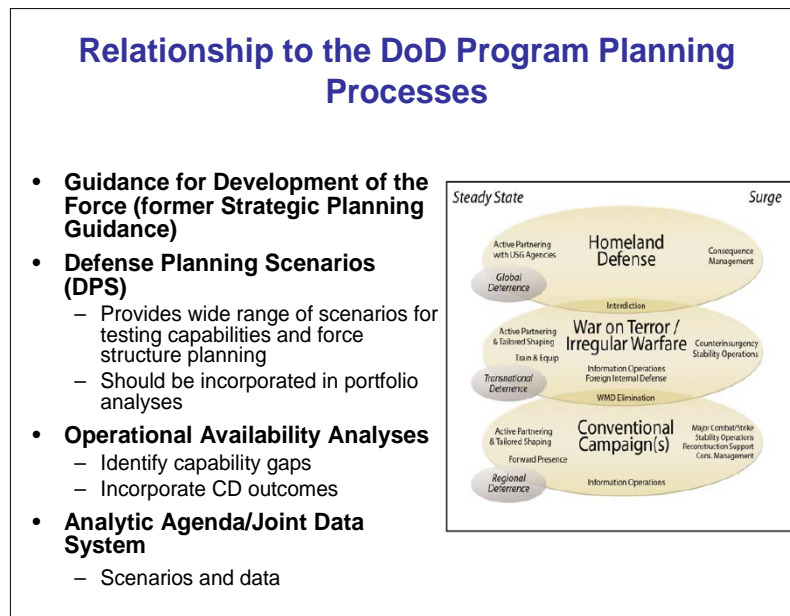 Relationship to the DoD Program Planning
Processes
• Guidance for Development of the
Force (former Strategic Planning
Guidance)
• Defense Planning Scenarios
(DPS)
– Provides wide range of scenarios for
testing capabilities and force
structure planning
– Should be incorporated in portfolio
analyses
• Operational Availability Analyses
– Identify capability gaps
– Incorporate CD outcomes
• Analytic Agenda/Joint Data
System
– Scenarios and data
Steady State
Surge
Active Partnering
with USG Agencies
Homeland
Defense
Consequence
Management
Global
Deterrence
Interdiction
Active Partnering
& Tailored Shaping
Train & Equip
War on Terror /
Irregular Warfare
Counterinsurgency
Stability Operations
Information Operations
Foreign Internal Defense
Transnational
Deterrence
WMD Elimination
Active Partnering
& Tailored Shaping
Forward Presence
Conventional
Campaign(s)
Major Combat/Strike
Stability Operations
Reconstruction Support
Cons. Management
Regional
Deterrence
Information Operations